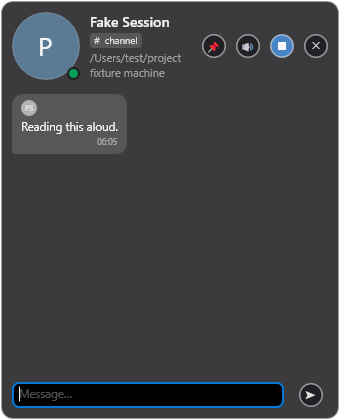 P
Fake Session
# channel
/Users/test/project
fixture machine
FS
Reading this aloud.
06:05
Message...